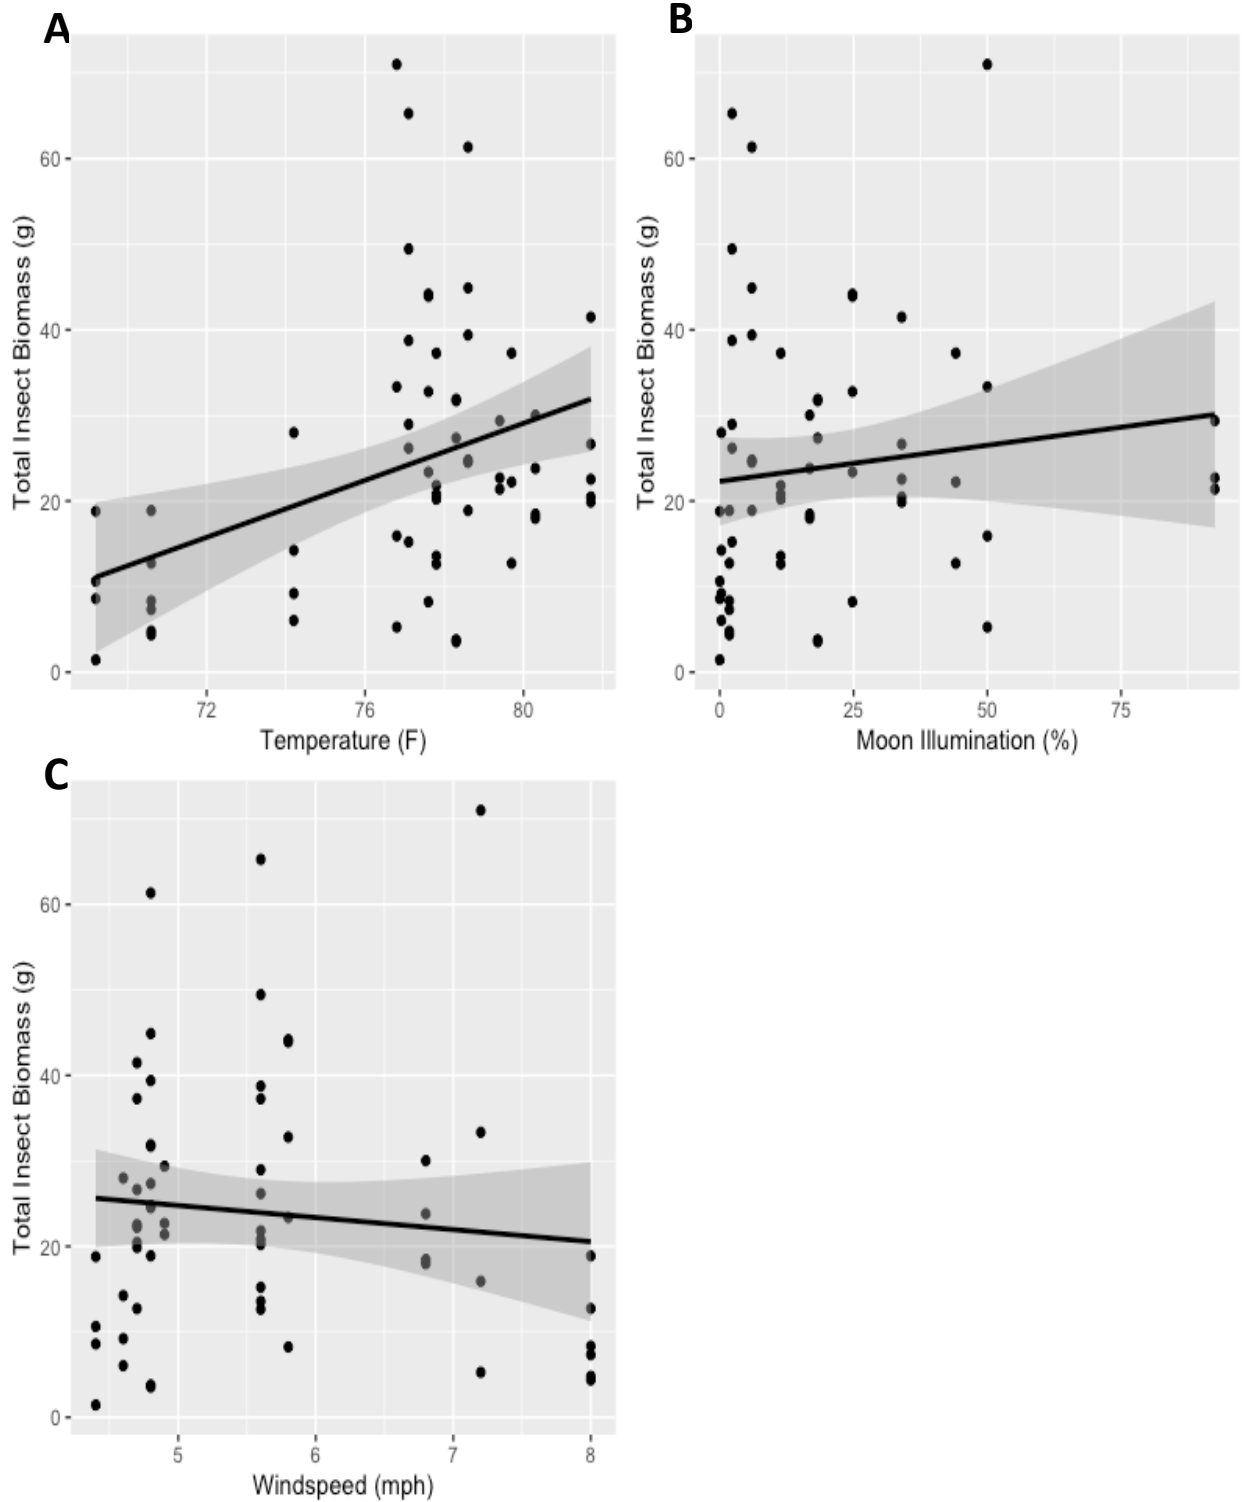 A
Total Insect Biomass (g)
60
40
20
0
72 76 80
Temperature (F)
B
Total Insect Biomass (g)
60
40
20
0
0 25 50 75
Moon Illumination (%)
C
Total Insect Biomass (g)
60
40
20
0
5 6 7 8
Windspeed (mph)